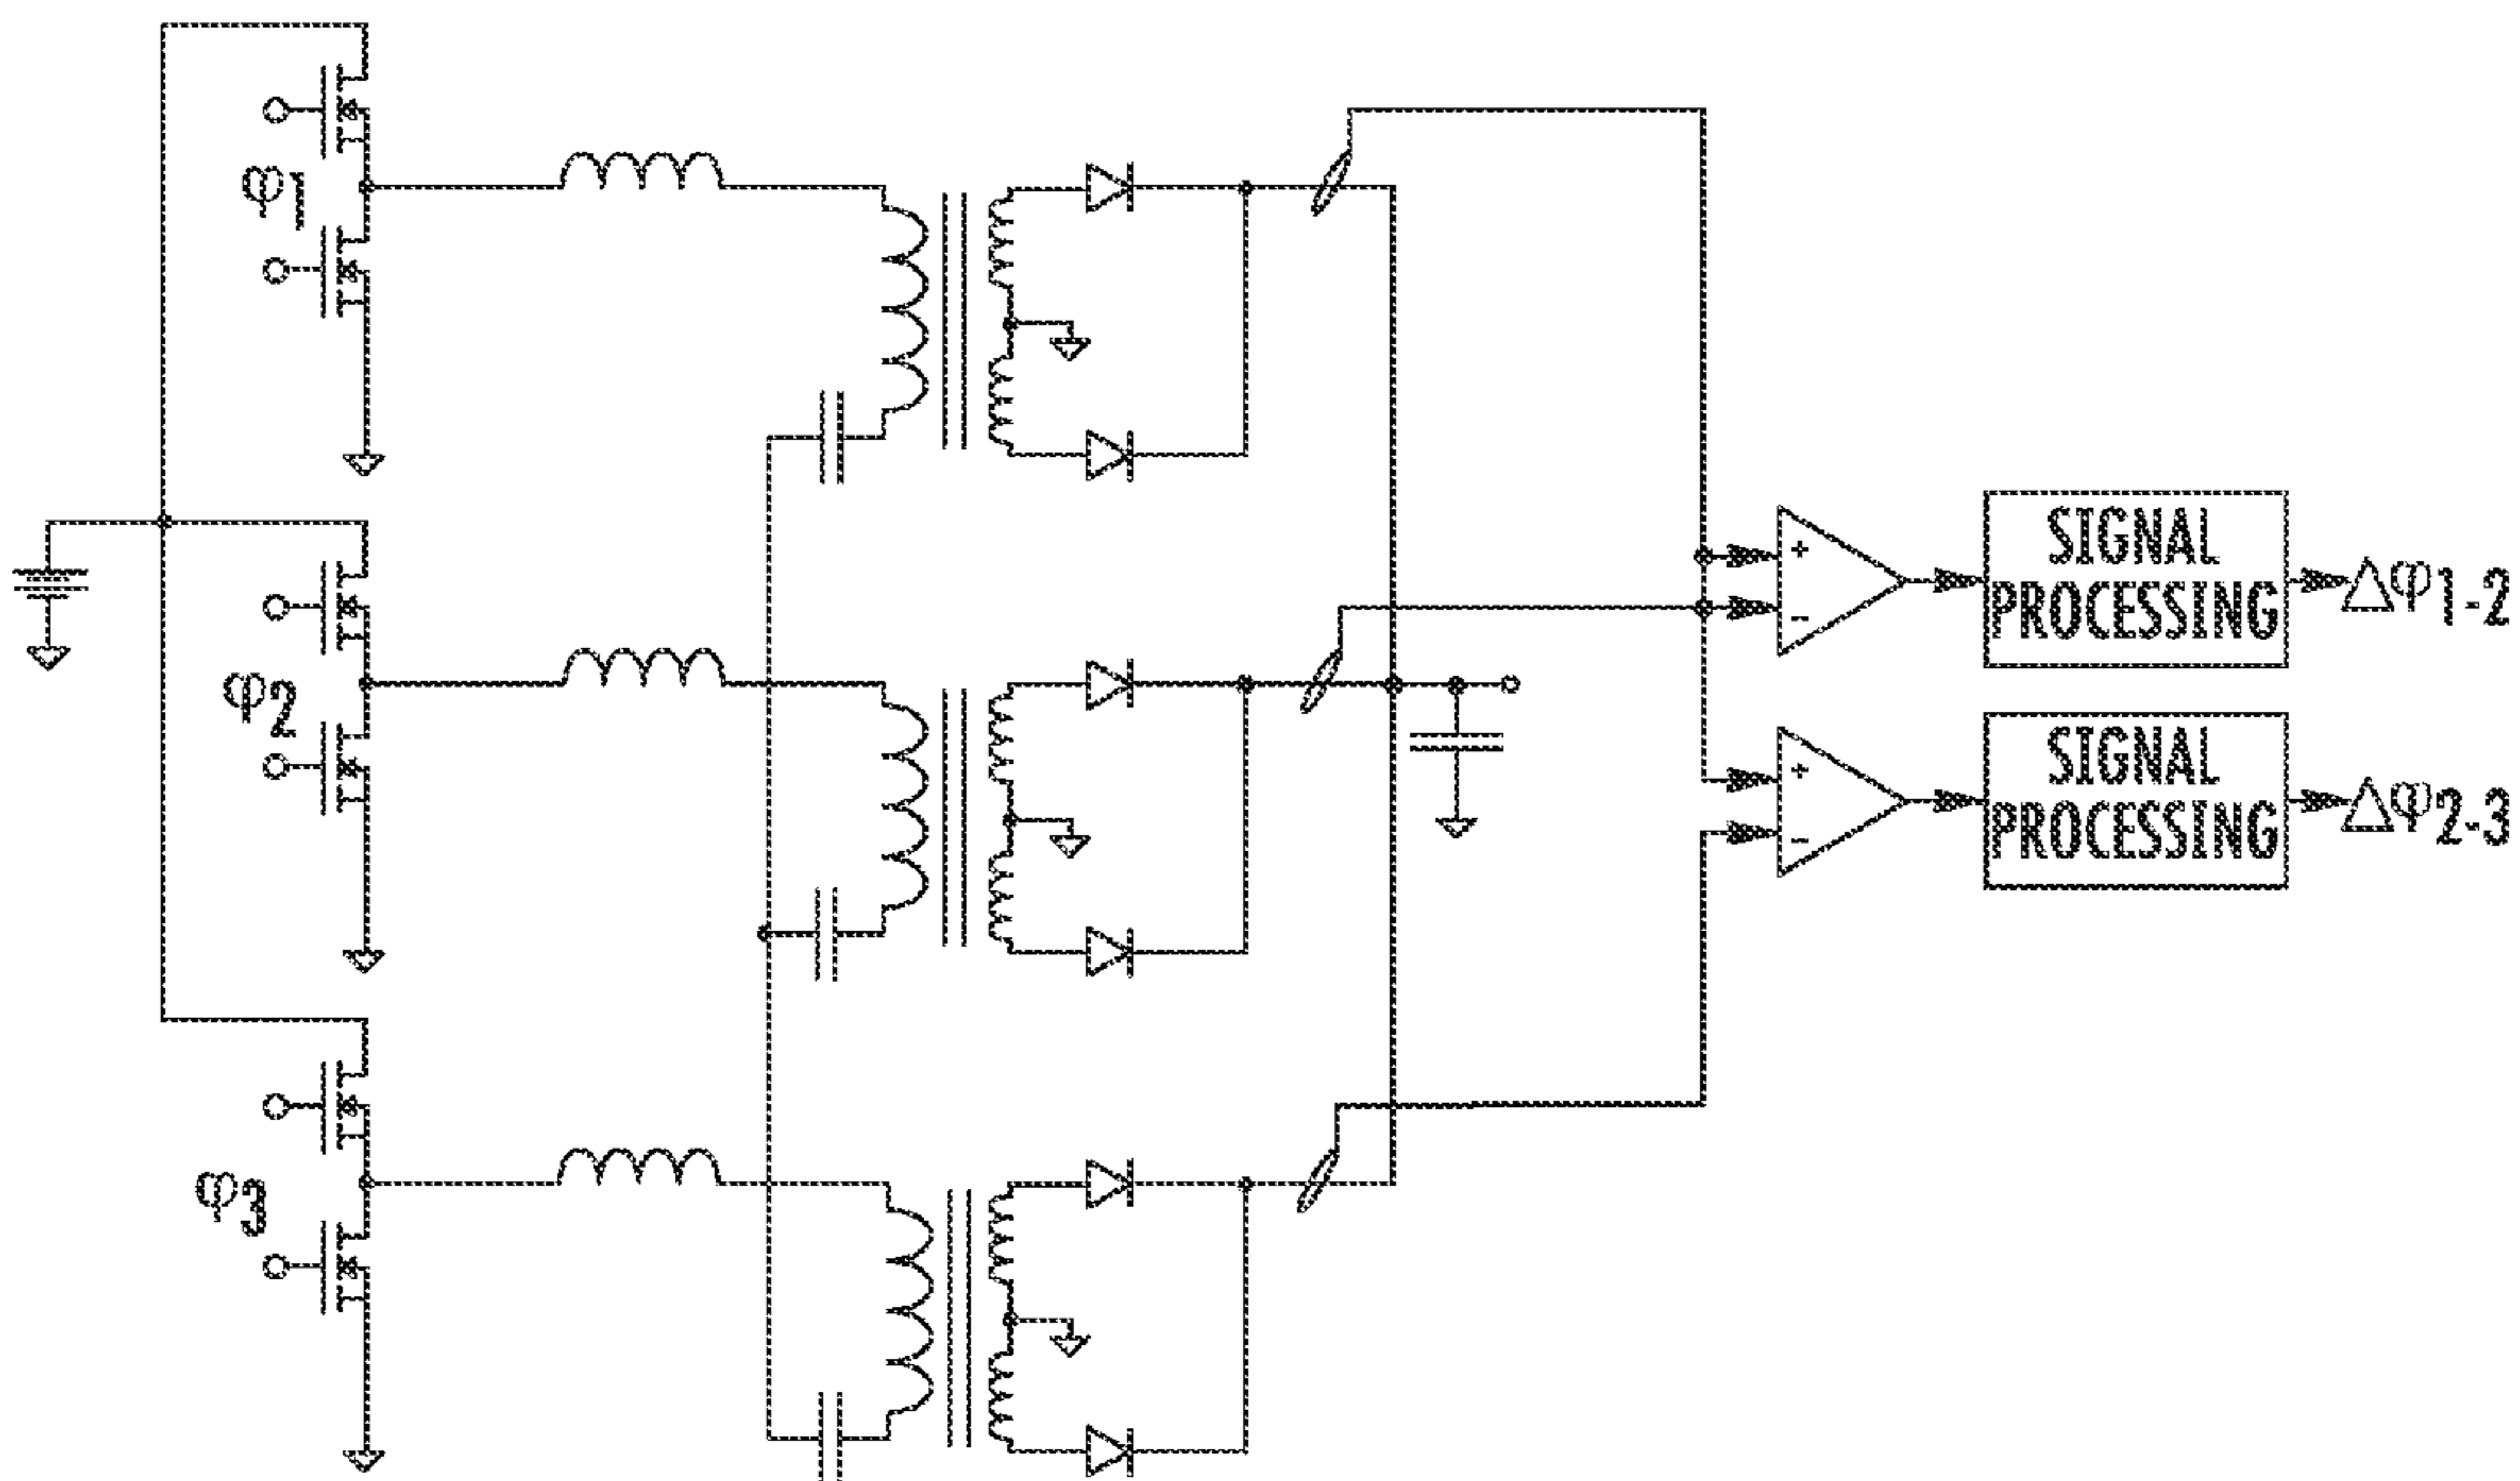 φ1
SIGNAL
PROCESSING
Δφ1-2
+
-
φ2
SIGNAL
PROCESSING
Δφ2-3
+
-
φ3